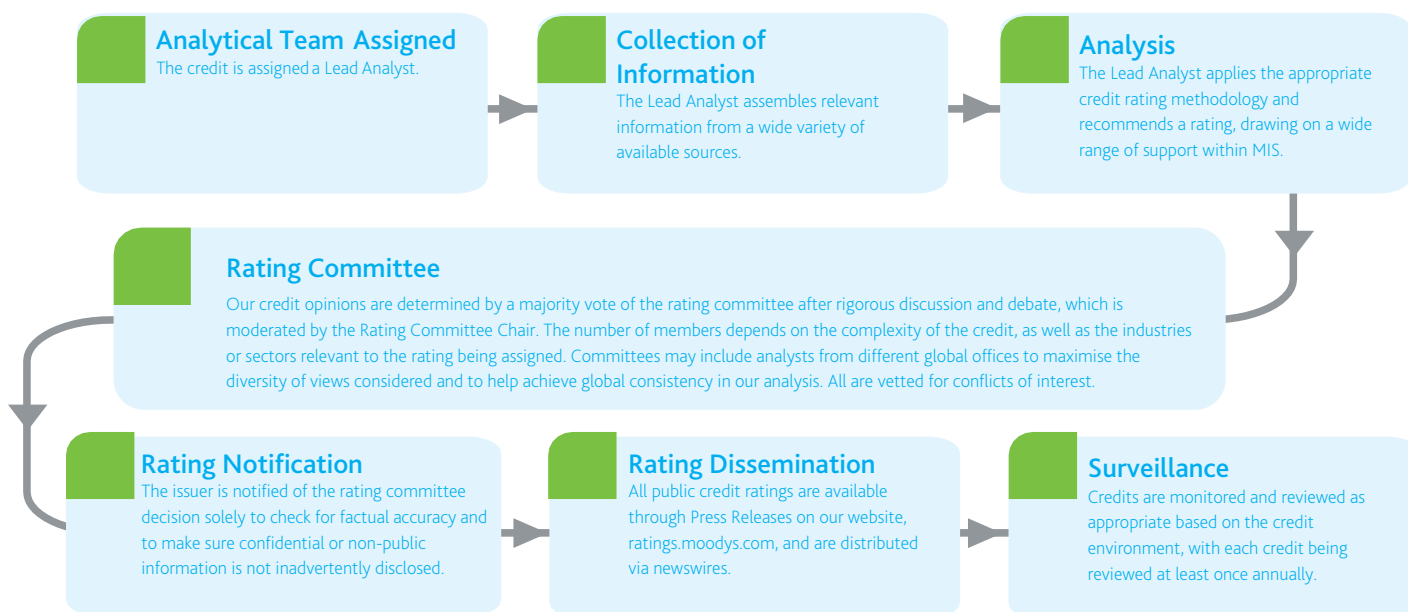 Analytical Team Assigned
The credit is assigned a Lead Analyst.
Collection of
Information
The Lead Analyst assembles relevant
information from a wide variety of
available sources.
Analysis
The Lead Analyst applies the appropriate
credit rating methodology and
recommends a rating, drawing on a wide
range of support within MIS.
Rating Committee
Our credit opinions are determined by a majority vote of the rating committee after rigorous discussion and debate, which is
moderated by the Rating Committee Chair. The number of members depends on the complexity of the credit, as well as the industries
or sectors relevant to the rating being assigned. Committees may include analysts from different global offices to maximise the
diversity of views considered and to help achieve global consistency in our analysis. All are vetted for conflicts of interest.
Rating Notification
The issuer is notified of the rating committee
decision solely to check for factual accuracy and
to make sure confidential or non-public
information is not inadvertently disclosed.
Rating Dissemination
All public credit ratings are available
through Press Releases on our website,
ratings.moodys.com, and are distributed
via newswires.
Surveillance
Credits are monitored and reviewed as
appropriate based on the credit
environment, with each credit being
reviewed at least once annually.